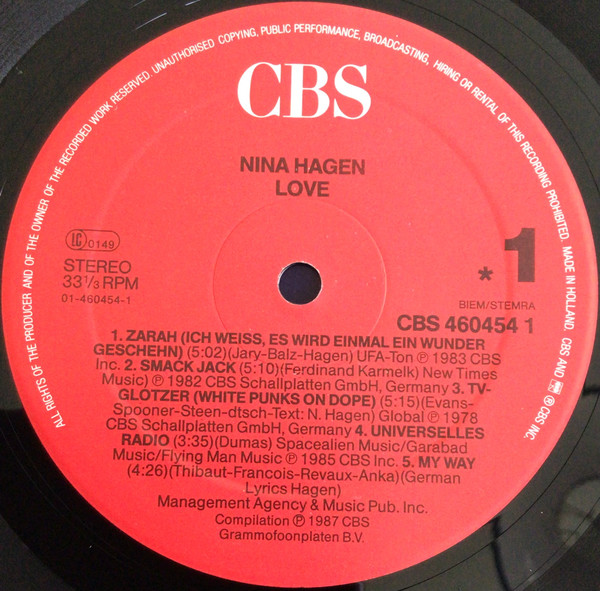 ALL RIGHTS OF THE PRODUCER AND OF THE OWNER OF THE RECORDED WORK RESERVED. UNAUTHORISED COPYING, PUBLIC PERFORMANCE, BROADCASTING, HIRING OR RENTAL OF THIS RECORDING PROHIBITED. MADE IN HOLLAND. CBS AND ® CBS INC.
CBS
NINA HAGEN
LOVE
LC 0149
STEREO
33⅓ RPM
01-460454-1
* 1
BIEM/STEMRA
CBS 460454 1
1. ZARAH (ICH WEISS, ES WIRD EINMAL EIN WUNDER
GESCHEHN) (5:02)(Jary-Balz-Hagen) UFA-Ton ℗ 1983 CBS
Inc. 2. SMACK JACK (5:10)(Ferdinand Karmelk) New Times
Music) ℗ 1982 CBS Schallplatten GmbH, Germany 3. TV-
GLOTZER (WHITE PUNKS ON DOPE) (5:15)(Evans-
Spooner-Steen-dtsch-Text: N. Hagen) Global ℗ 1978
CBS Schallplatten GmbH, Germany 4. UNIVERSELLES
RADIO (3:35)(Dumas) Spacealien Music/Garabad
Music/Flying Man Music ℗ 1985 CBS Inc. 5. MY WAY
(4:26)(Thibaut-Francois-Revaux-Anka)(German
Lyrics Hagen)
Management Agency & Music Pub. Inc.
Compilation ℗ 1987 CBS
Grammofoonplaten B.V.